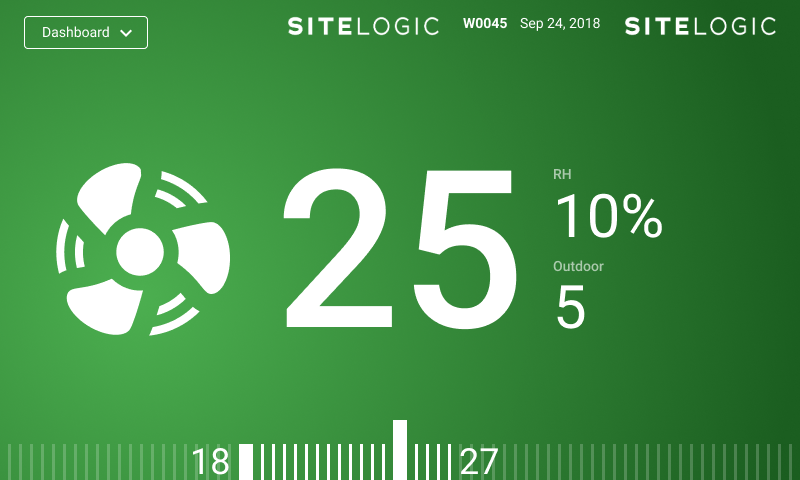 Dashboard
SITELOGIC W0045 Sep 24, 2018 SITELOGIC
25
RH
10%
Outdoor
5
18 27